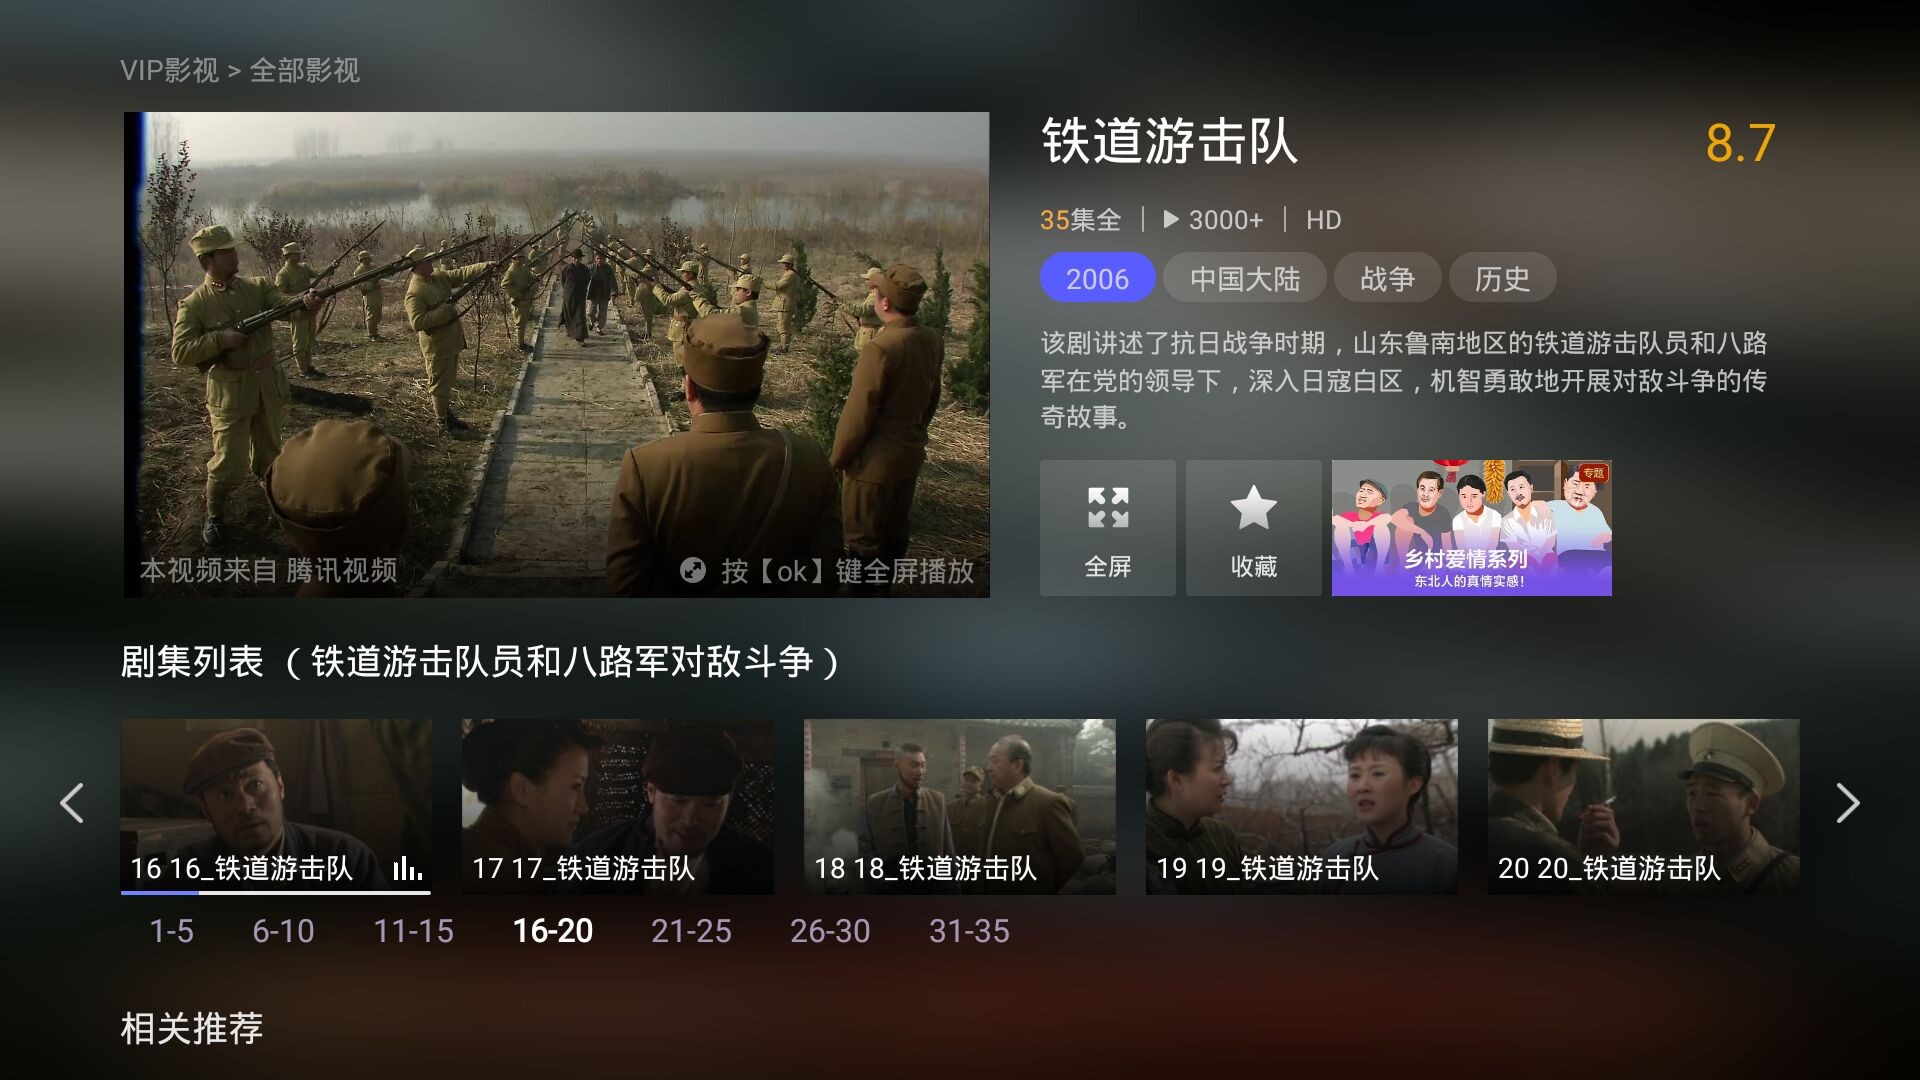 VIP影视 > 全部影视
本视频来自 腾讯视频
按【ok】键全屏播放
铁道游击队
8.7
35集全 | 3000+ | HD
2006 中国大陆 战争 历史
该剧讲述了抗日战争时期，山东鲁南地区的铁道游击队员和八路
军在党的领导下，深入日寇白区，机智勇敢地开展对敌斗争的传
奇故事。
全屏
收藏
专题
乡村爱情系列
东北人的真情实感！
剧集列表 （铁道游击队员和八路军对敌斗争）
16 16_铁道游击队
17 17_铁道游击队
18 18_铁道游击队
19 19_铁道游击队
20 20_铁道游击队
1-5 6-10 11-15 16-20 21-25 26-30 31-35
相关推荐